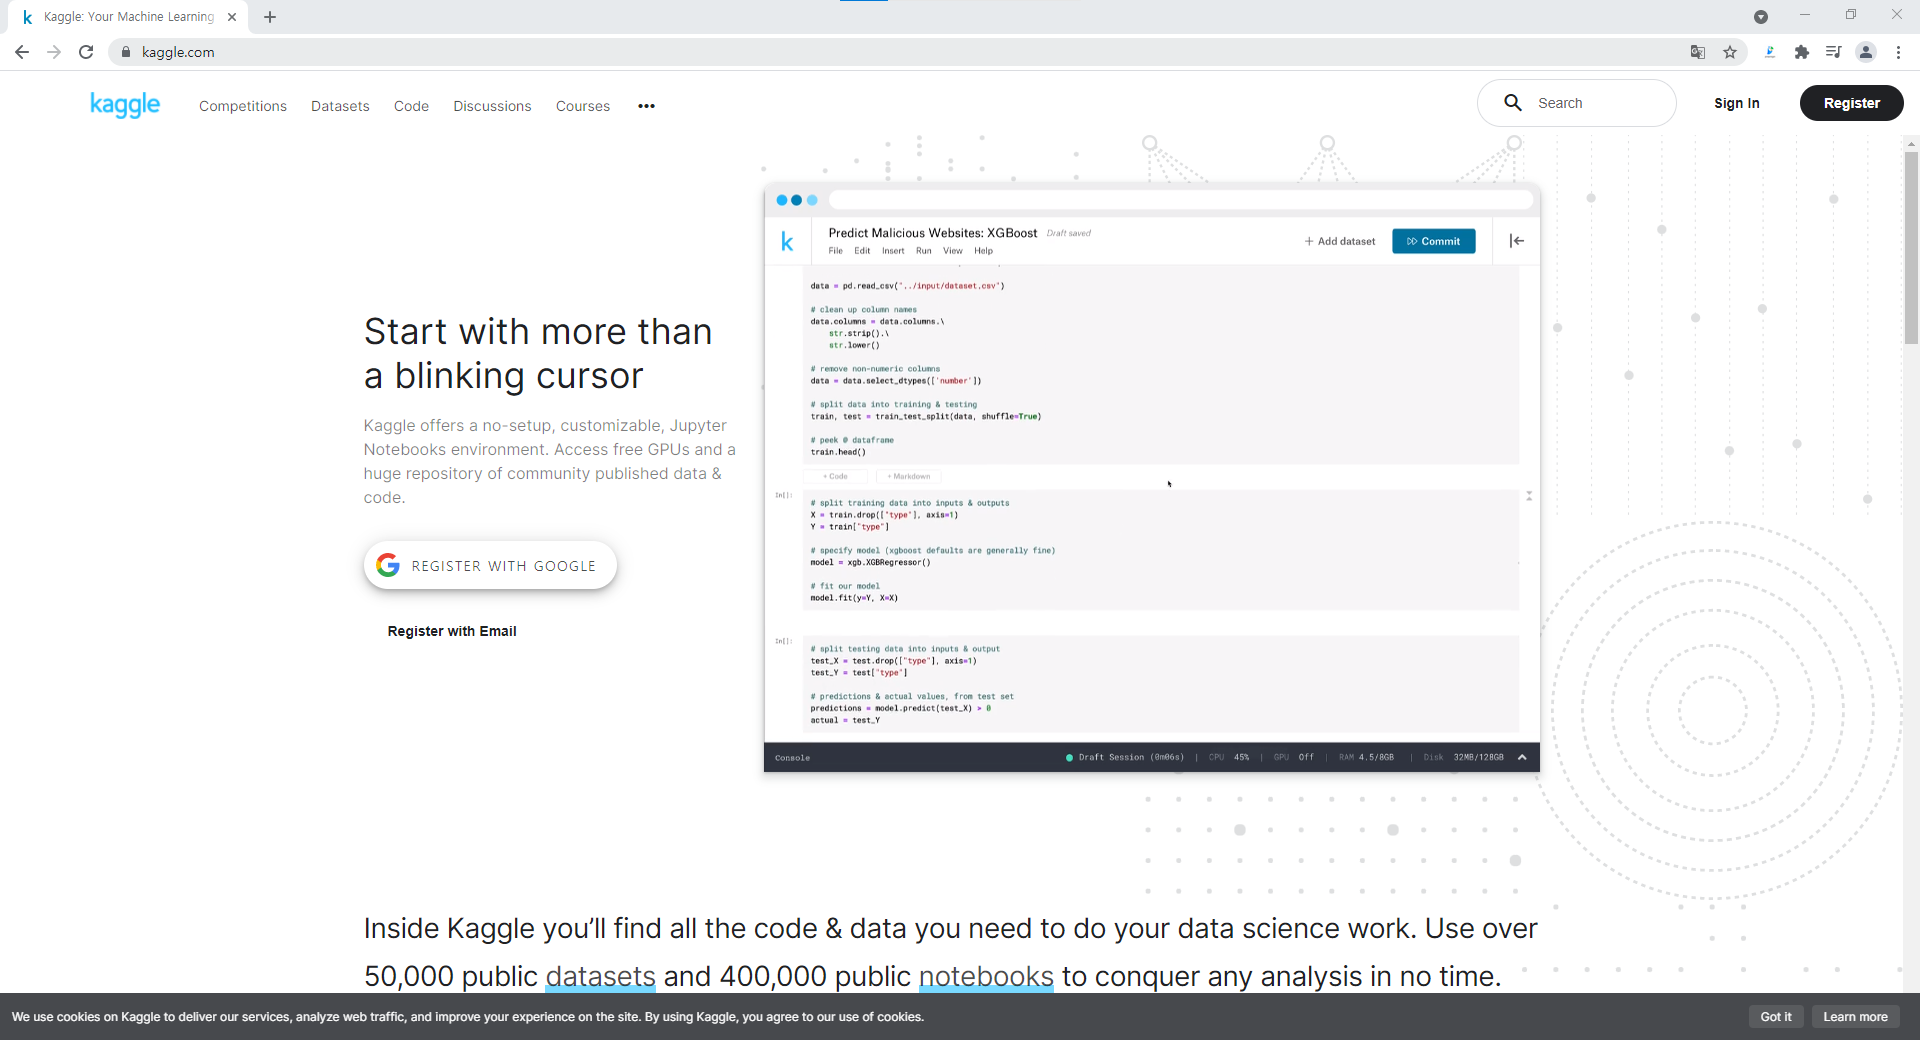 Kaggle: Your Machine Learning
kaggle.com
kaggle
Competitions Datasets Code Discussions Courses •••
Search
Sign In
Register
k
Predict Malicious Websites: XGBoost Draft saved
File Edit Insert Run View Help
+ Add dataset
Commit
data = pd.read_csv("../input/dataset.csv")
# clean up column names
data.columns = data.columns.\
str.strip().\
str.lower()
# remove non-numeric columns
data = data.select_dtypes(['number'])
# split data into training & testing
train, test = train_test_split(data, shuffle=True)
# peek @ dataframe
train.head()
+ Code + Markdown
In[]:
# split training data into inputs & outputs
X = train.drop(["type"], axis=1)
Y = train["type"]
# specify model (xgboost defaults are generally fine)
model = xgb.XGBRegressor()
# fit our model
model.fit(y=Y, X=X)
In[]:
# split testing data into inputs & output
test_X = test.drop(["type"], axis=1)
test_Y = test["type"]
# predictions & actual values, from test set
predictions = model.predict(test_X) > 0
actual = test_Y
Console
Draft Session (0m06s) | CPU 45% | GPU Off | RAM 4.5/8GB | Disk 32MB/128GB
Start with more than
a blinking cursor
Kaggle offers a no-setup, customizable, Jupyter
Notebooks environment. Access free GPUs and a
huge repository of community published data &
code.
REGISTER WITH GOOGLE
Register with Email
Inside Kaggle you’ll find all the code & data you need to do your data science work. Use over
50,000 public datasets and 400,000 public notebooks to conquer any analysis in no time.
We use cookies on Kaggle to deliver our services, analyze web traffic, and improve your experience on the site. By using Kaggle, you agree to our use of cookies.
Got it
Learn more